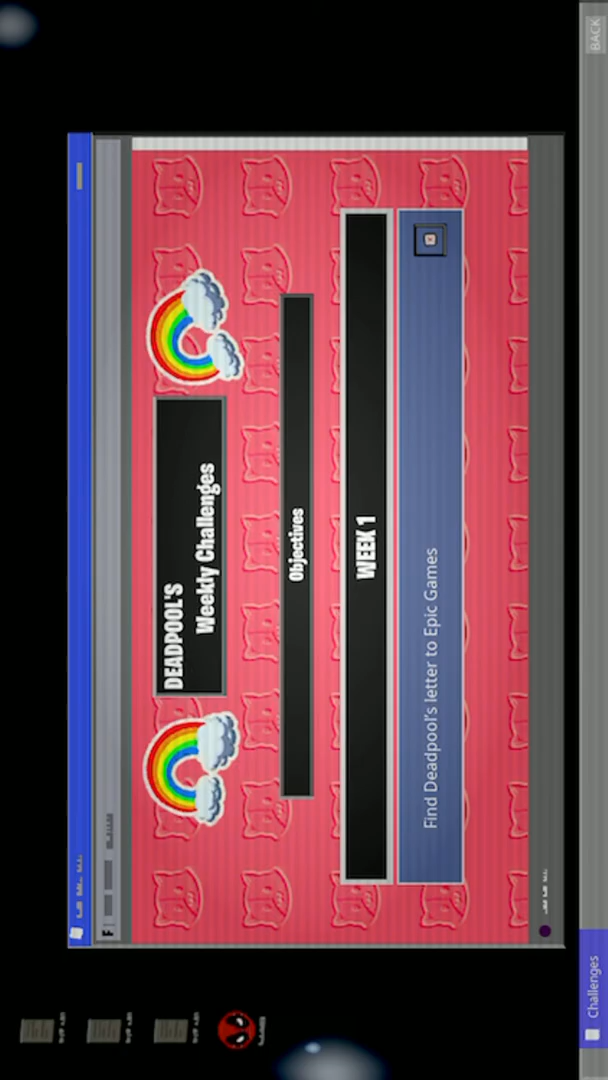 DEADPOOL'S
Weekly Challenges
Objectives
WEEK 1
Find Deadpool's letter to Epic Games
Challenges
BACK